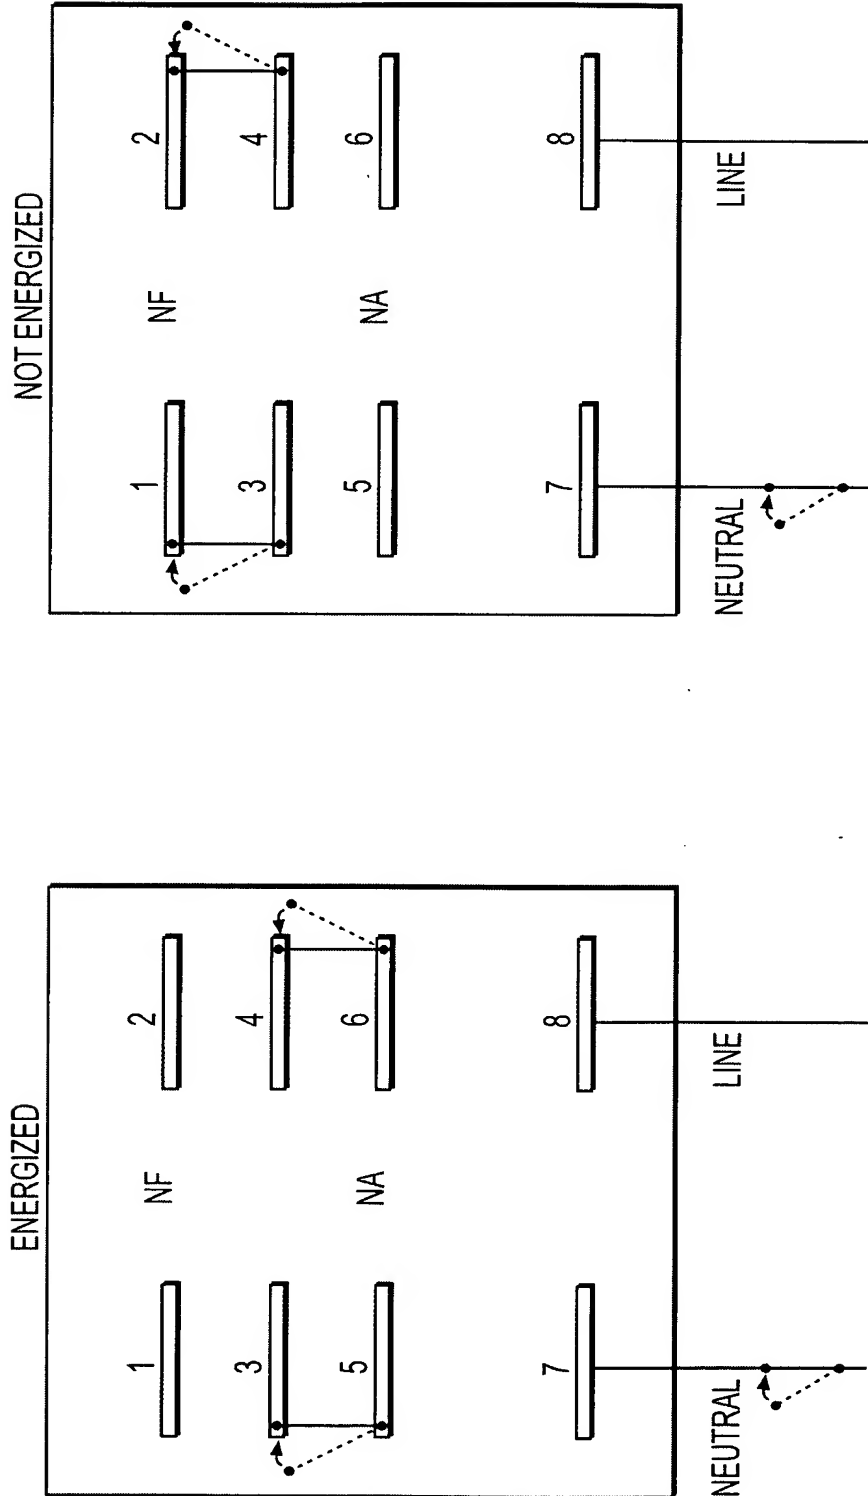 ENERGIZED
1 NF 2
3 4
5 NA 6
7 8
NEUTRAL LINE
NOT ENERGIZED
1 NF 2
3 4
5 NA 6
7 8
NEUTRAL LINE